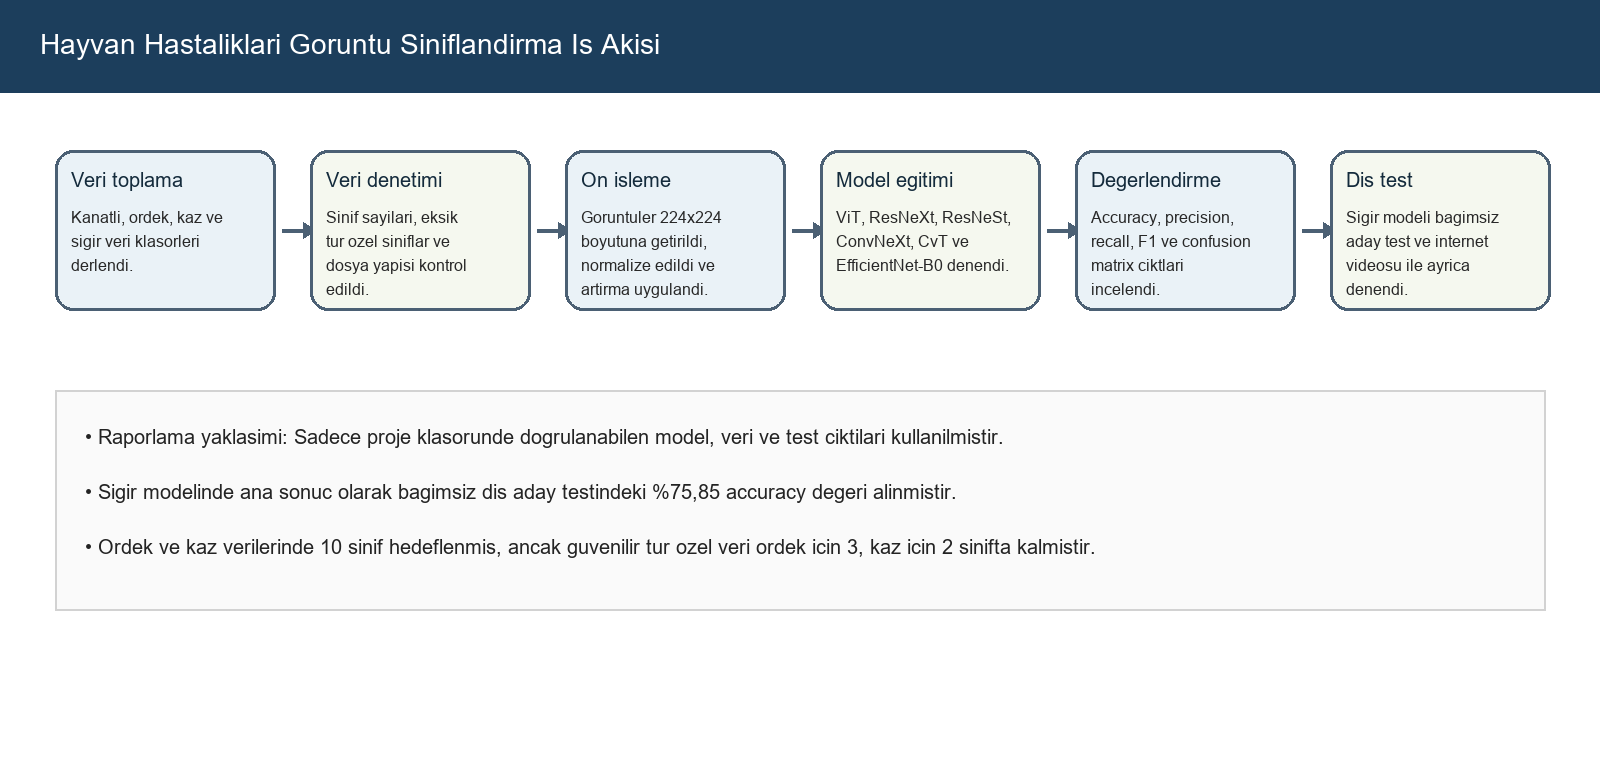 Hayvan Hastaliklari Goruntu Siniflandirma Is Akisi
Veri toplama
Kanatli, ordek, kaz ve
sigir veri klasorleri
derlendi.
Veri denetimi
Sinif sayilari, eksik
tur ozel siniflar ve
dosya yapisi kontrol
edildi.
On isleme
Goruntuler 224x224
boyutuna getirildi,
normalize edildi ve
artirma uygulandi.
Model egitimi
ViT, ResNeXt, ResNeSt,
ConvNeXt, CvT ve
EfficientNet-B0 denendi.
Degerlendirme
Accuracy, precision,
recall, F1 ve confusion
matrix ciktlari
incelendi.
Dis test
Sigir modeli bagimsiz
aday test ve internet
videosu ile ayrica
denendi.
• Raporlama yaklasimi: Sadece proje klasorunde dogrulanabilen model, veri ve test ciktilari kullanilmistir.
• Sigir modelinde ana sonuc olarak bagimsiz dis aday testindeki %75,85 accuracy degeri alinmistir.
• Ordek ve kaz verilerinde 10 sinif hedeflenmis, ancak guvenilir tur ozel veri ordek icin 3, kaz icin 2 sinifta kalmistir.